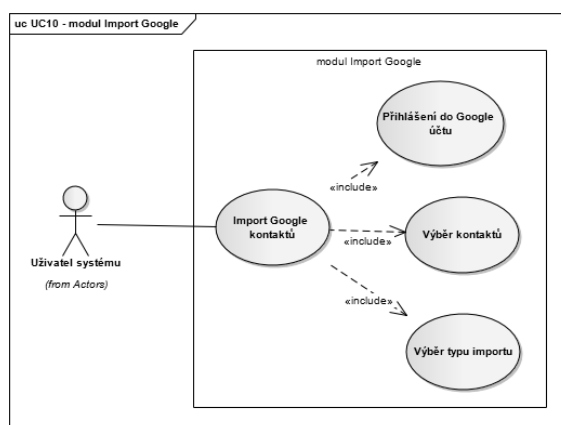 uc UC10 - modul Import Google
modul Import Google
Přihlášení do Google
účtu
«include»
Import Google
kontaktů
«include»
Výběr kontaktů
Uživatel systému
(from Actors)
«include»
Výběr typu importu